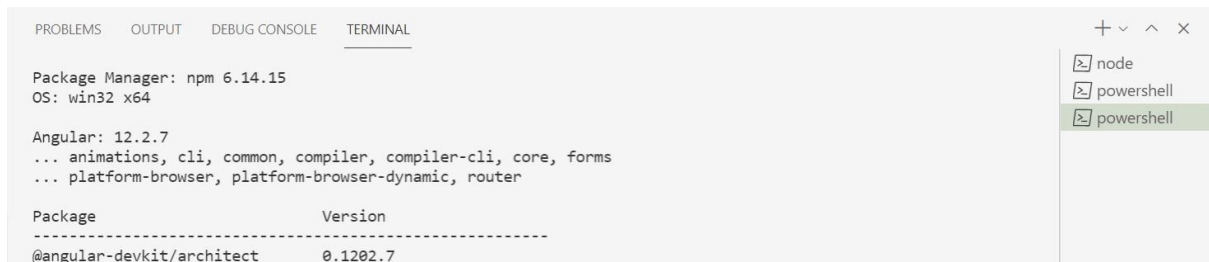 PROBLEMS OUTPUT DEBUG CONSOLE TERMINAL
Package Manager: npm 6.14.15
OS: win32 x64
Angular: 12.2.7
... animations, cli, common, compiler, compiler-cli, core, forms
... platform-browser, platform-browser-dynamic, router
Package Version
---------------------------------------------------------
@angular-devkit/architect 0.1202.7
node
powershell
powershell